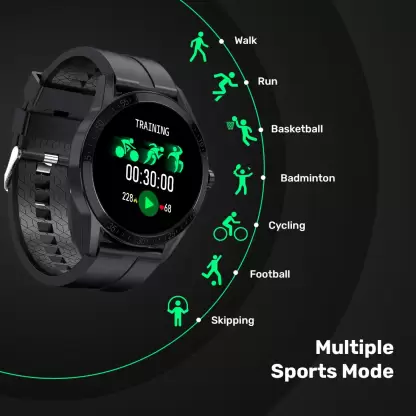 Walk
Run
Basketball
Badminton
Cycling
Football
Skipping
TRAINING
00:30:00
228 68
Multiple
Sports Mode